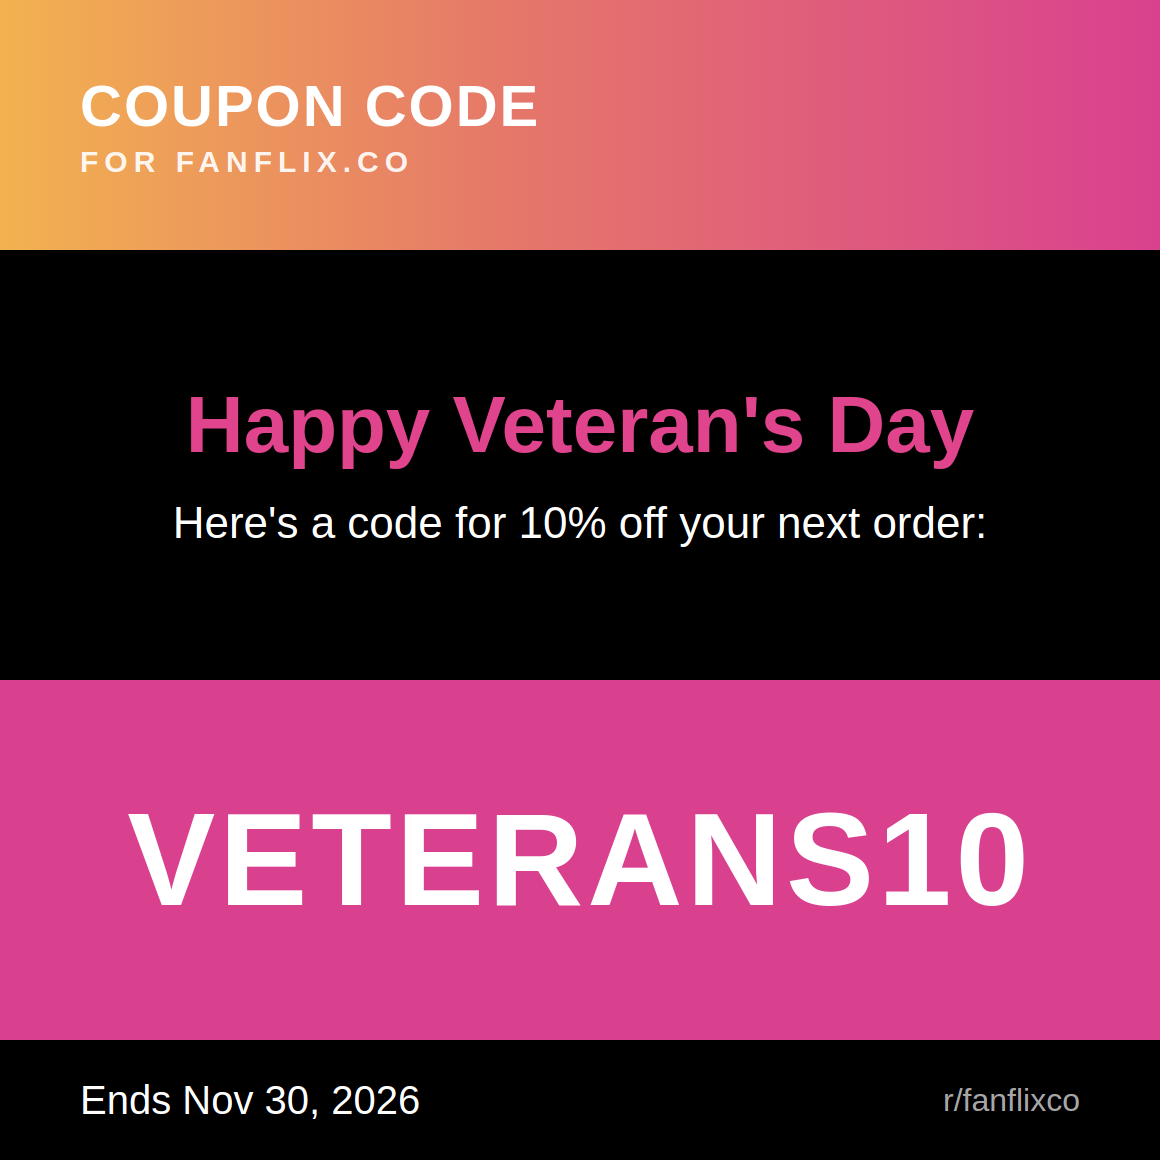 COUPON CODE
FOR FANFLIX.CO
Happy Veteran's Day
Here's a code for 10% off your next order:
VETERANS10
Ends Nov 30, 2026
r/fanflixco